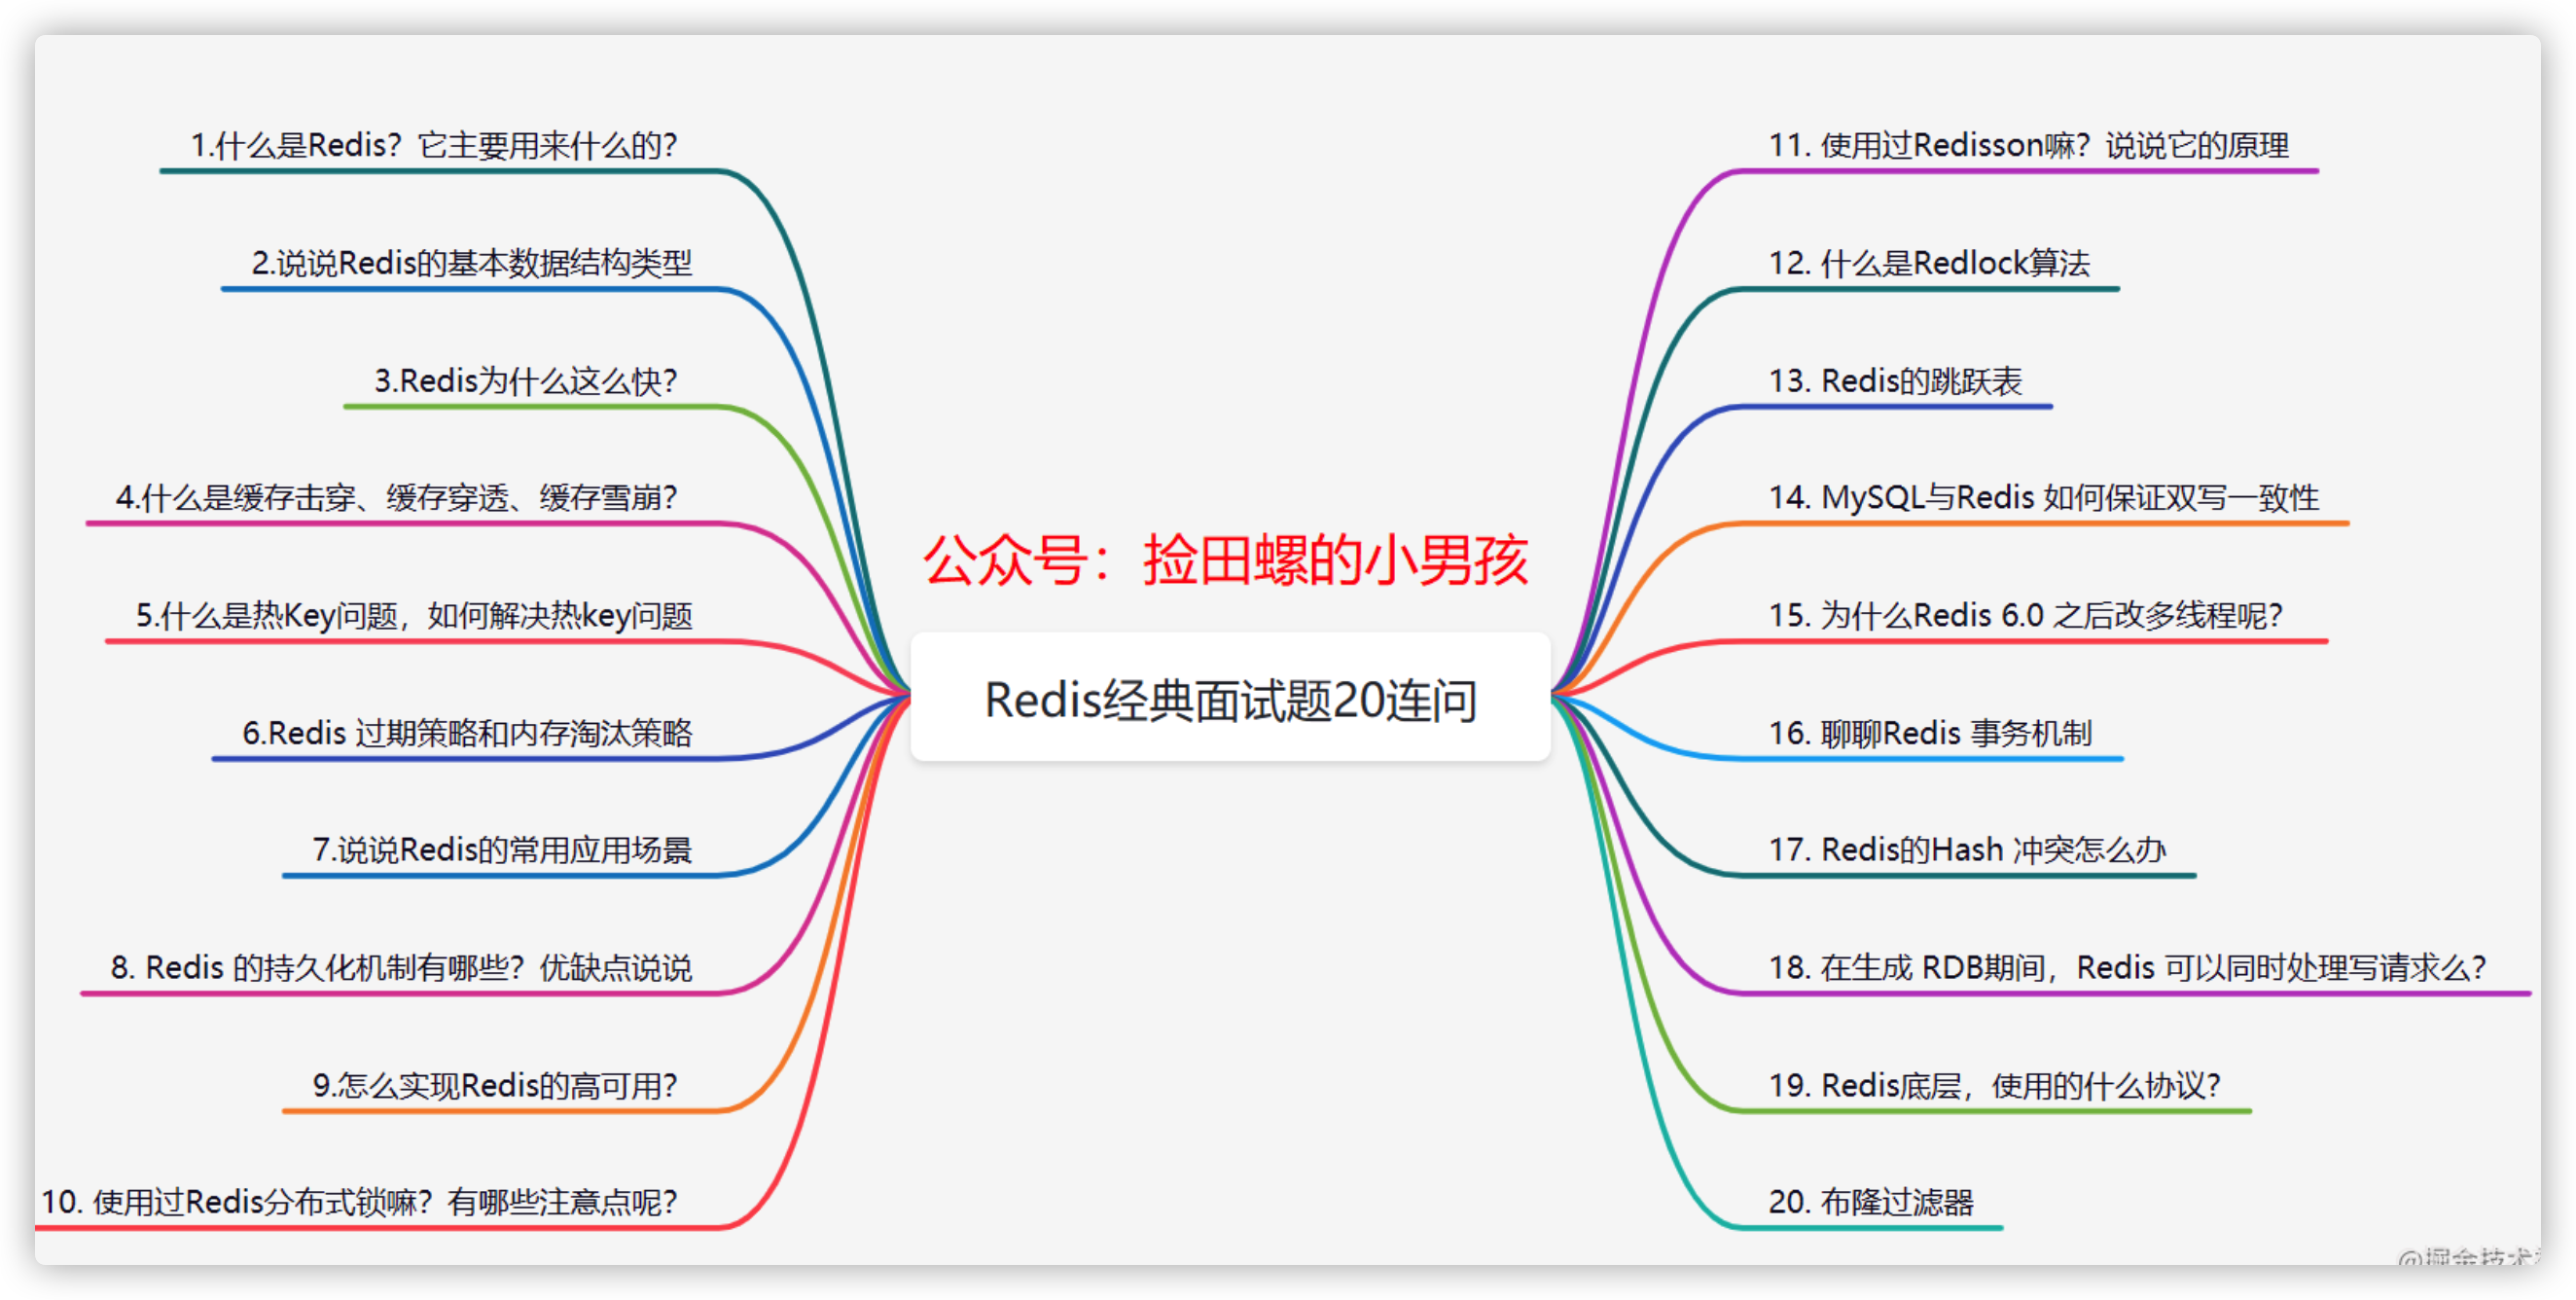 1.什么是Redis？它主要用来什么的？
2.说说Redis的基本数据结构类型
3.Redis为什么这么快？
4.什么是缓存击穿、缓存穿透、缓存雪崩？
5.什么是热Key问题，如何解决热key问题
6.Redis 过期策略和内存淘汰策略
7.说说Redis的常用应用场景
8. Redis 的持久化机制有哪些？优缺点说说
9.怎么实现Redis的高可用？
10. 使用过Redis分布式锁嘛？有哪些注意点呢？
公众号：捡田螺的小男孩
Redis经典面试题20连问
11. 使用过Redisson嘛？说说它的原理
12. 什么是Redlock算法
13. Redis的跳跃表
14. MySQL与Redis 如何保证双写一致性
15. 为什么Redis 6.0 之后改多线程呢？
16. 聊聊Redis 事务机制
17. Redis的Hash 冲突怎么办
18. 在生成 RDB期间，Redis 可以同时处理写请求么？
19. Redis底层，使用的什么协议？
20. 布隆过滤器
@掘金技术